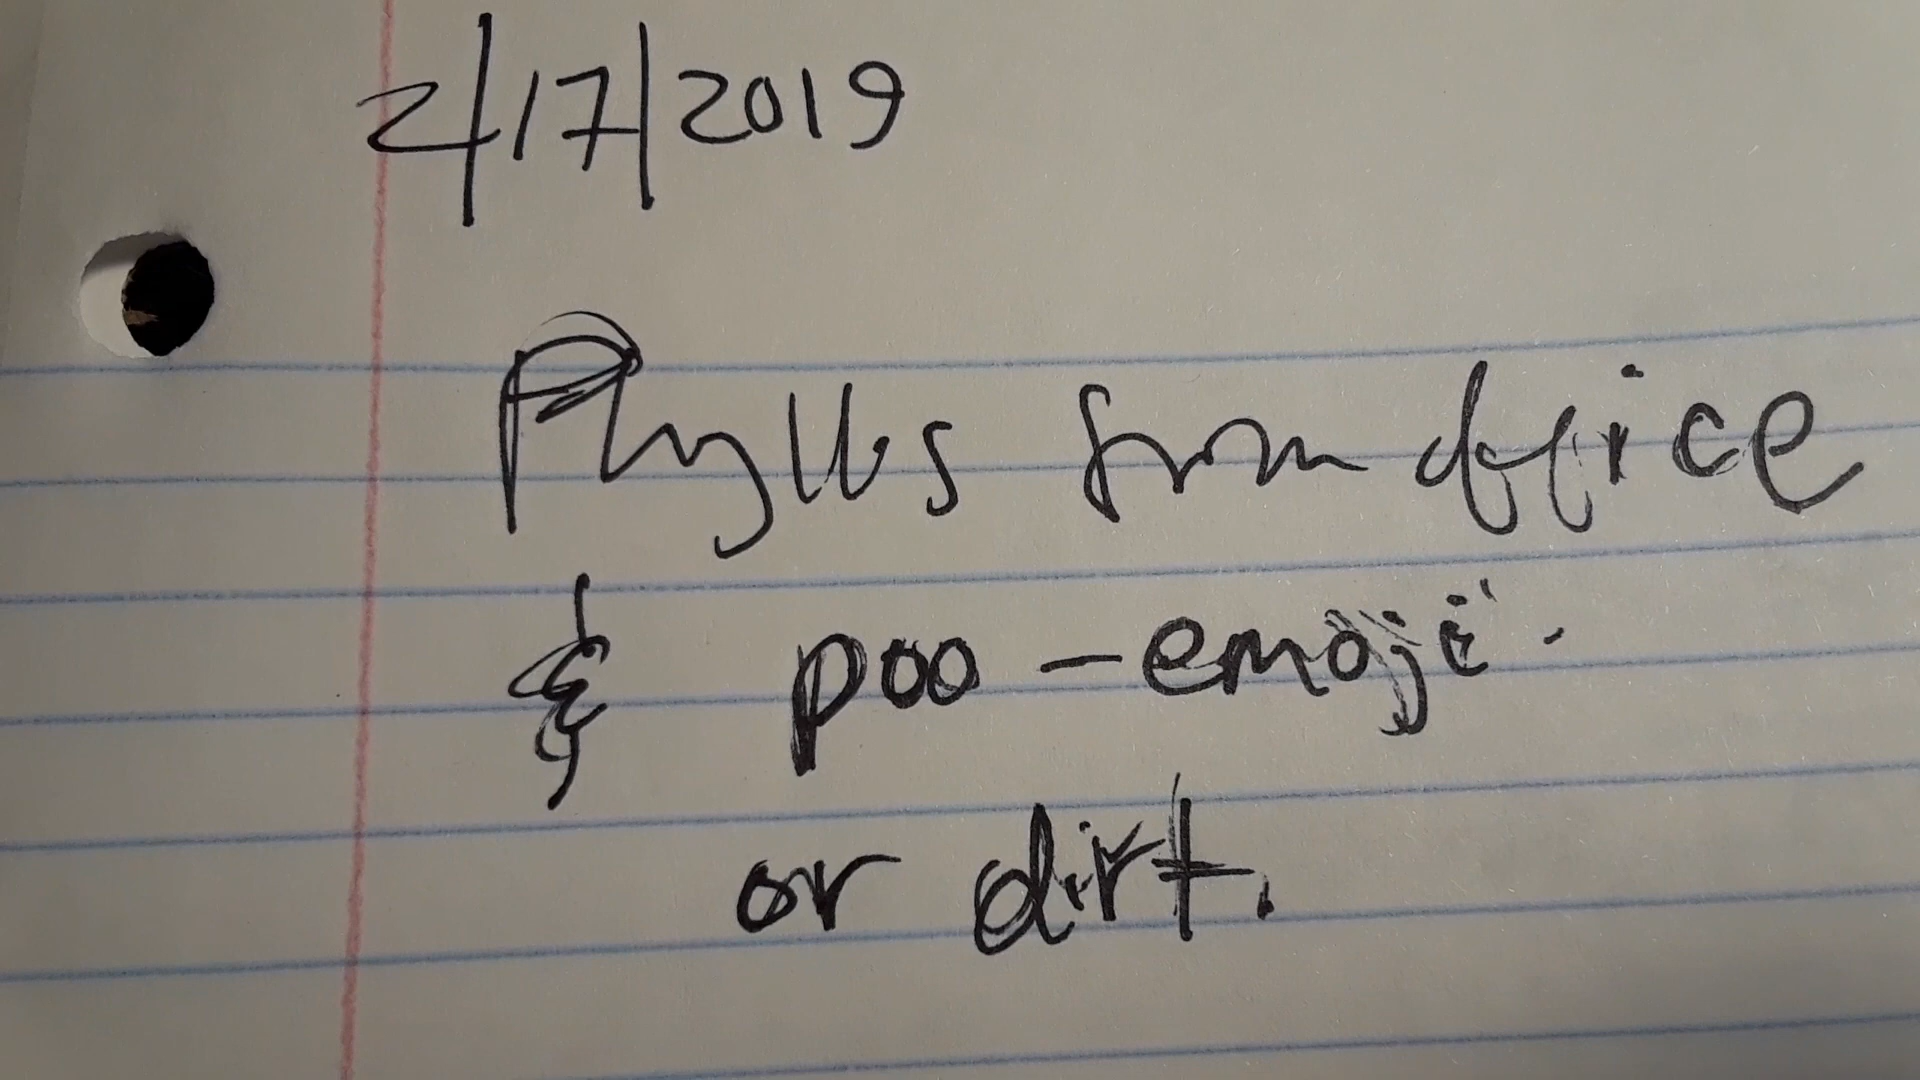 2/17/2019
Phyllis from office
& poo-emoji.
or dirt.